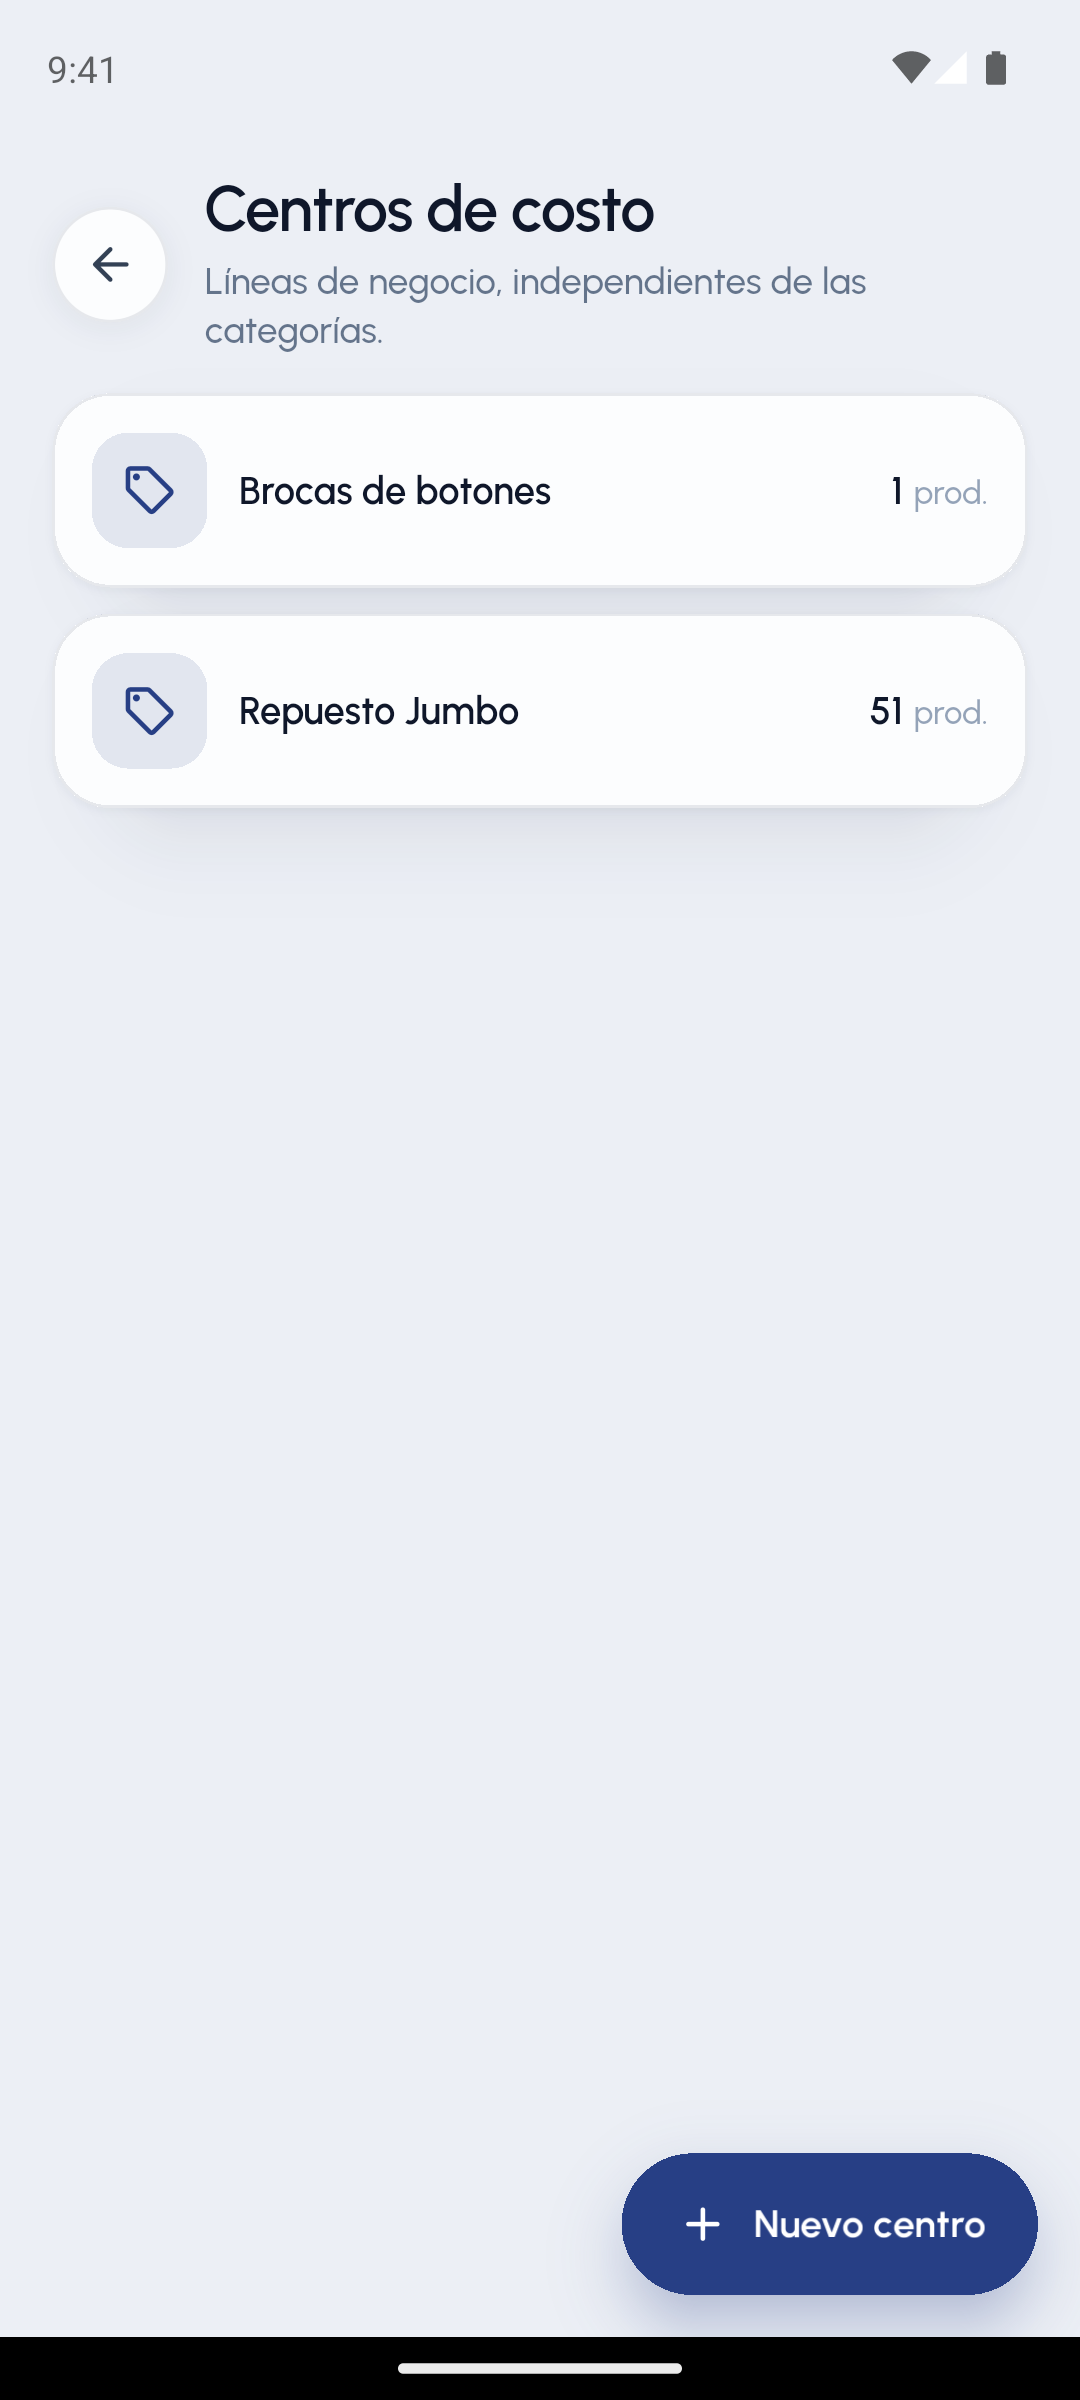 9:41
Centros de costo
Líneas de negocio, independientes de las
categorías.
Brocas de botones
1 prod.
Repuesto Jumbo
51 prod.
Nuevo centro